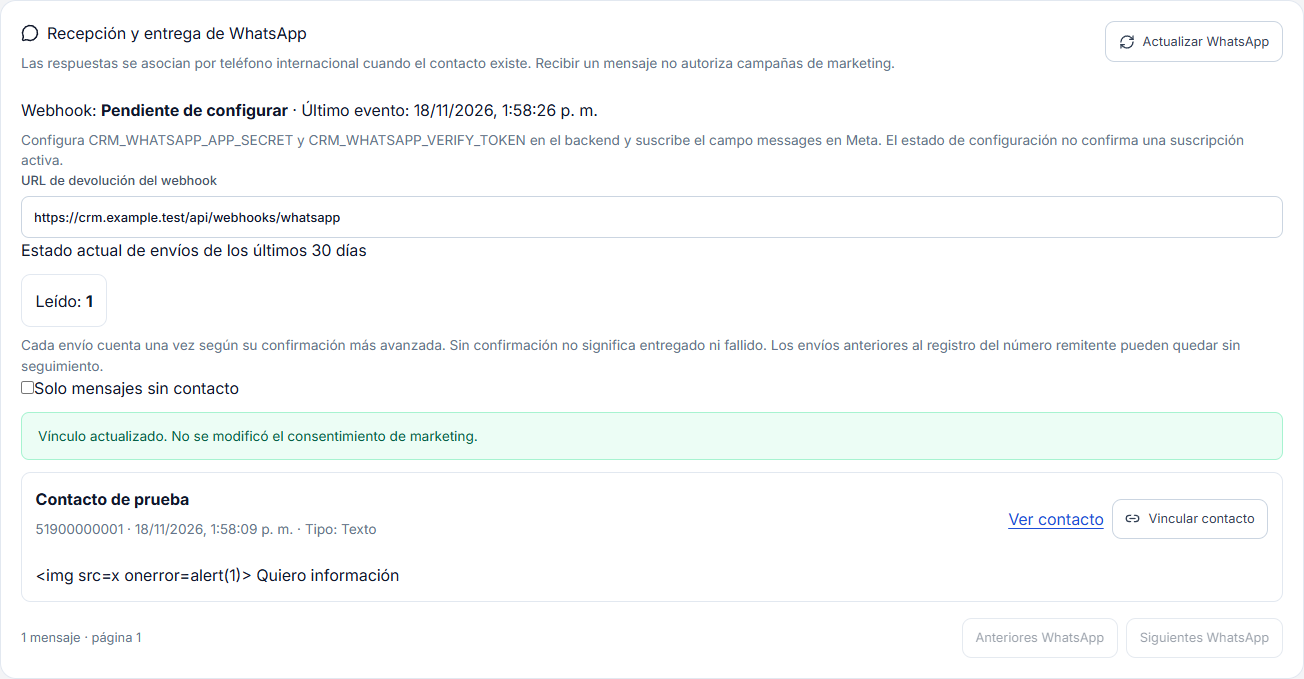 Recepción y entrega de WhatsApp
Actualizar WhatsApp
Las respuestas se asocian por teléfono internacional cuando el contacto existe. Recibir un mensaje no autoriza campañas de marketing.
Webhook: Pendiente de configurar · Último evento: 18/11/2026, 1:58:26 p. m.
Configura CRM_WHATSAPP_APP_SECRET y CRM_WHATSAPP_VERIFY_TOKEN en el backend y suscribe el campo messages en Meta. El estado de configuración no confirma una suscripción
activa.
URL de devolución del webhook
https://crm.example.test/api/webhooks/whatsapp
Estado actual de envíos de los últimos 30 días
Leído: 1
Cada envío cuenta una vez según su confirmación más avanzada. Sin confirmación no significa entregado ni fallido. Los envíos anteriores al registro del número remitente pueden quedar sin
seguimiento.
Solo mensajes sin contacto
Vínculo actualizado. No se modificó el consentimiento de marketing.
Contacto de prueba
51900000001 · 18/11/2026, 1:58:09 p. m. · Tipo: Texto
Ver contacto
Vincular contacto
<img src=x onerror=alert(1)> Quiero información
1 mensaje · página 1
Anteriores WhatsApp
Siguientes WhatsApp